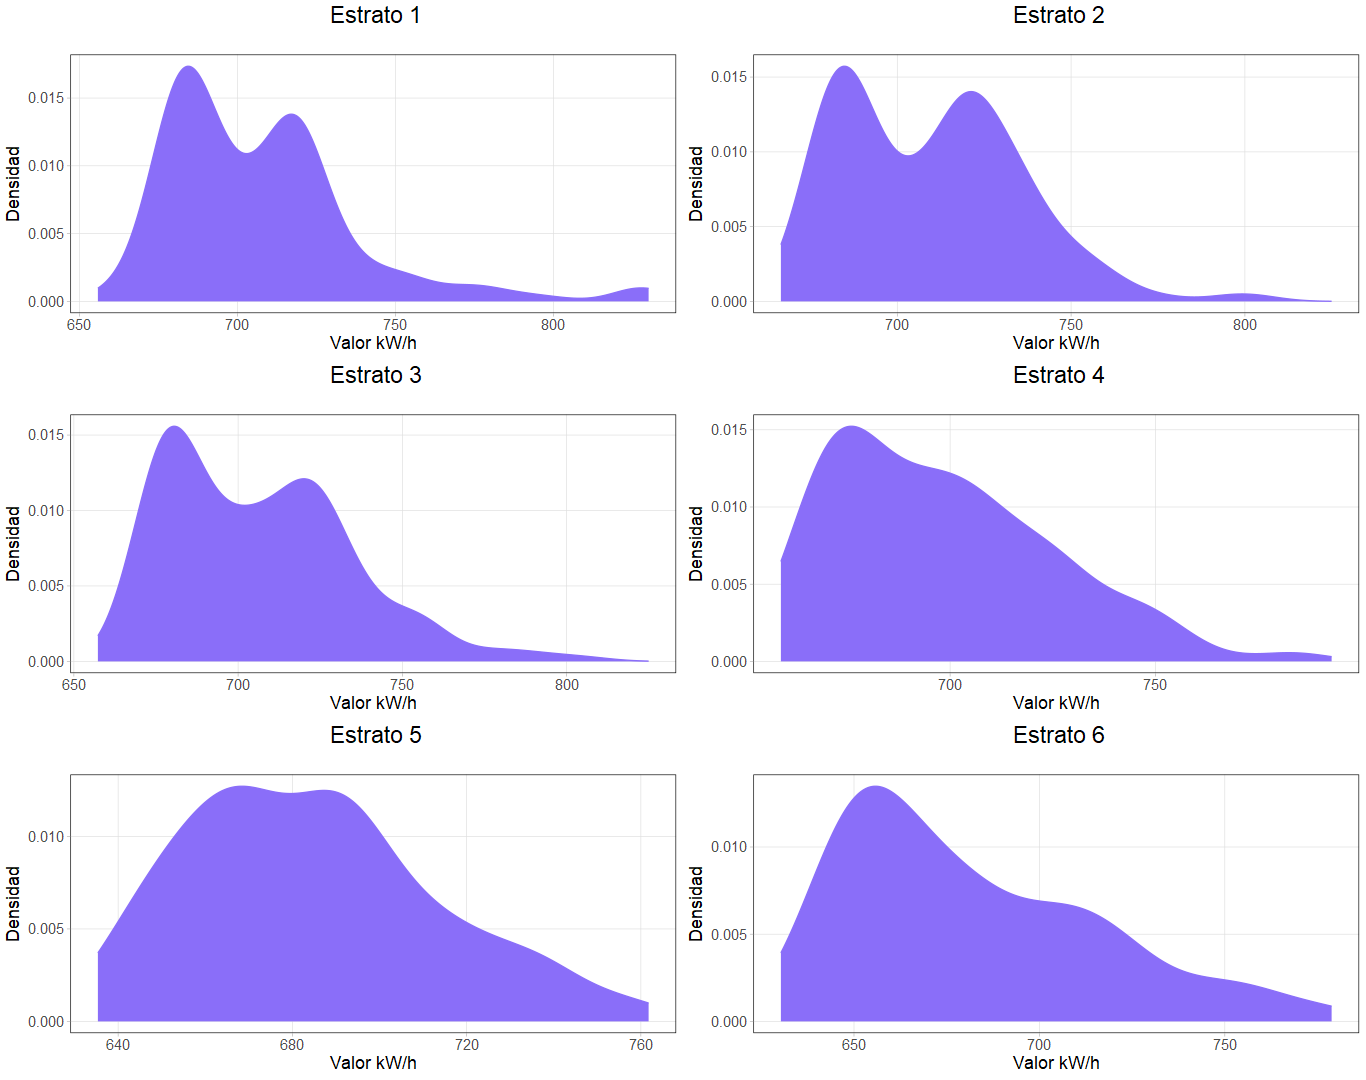 Estrato 1
Densidad
0.015
0.010
0.005
0.000
650 700 750 800
Valor kW/h
Estrato 2
Densidad
0.015
0.010
0.005
0.000
700 750 800
Valor kW/h
Estrato 3
Densidad
0.015
0.010
0.005
0.000
650 700 750 800
Valor kW/h
Estrato 4
Densidad
0.015
0.010
0.005
0.000
700 750
Valor kW/h
Estrato 5
Densidad
0.010
0.005
0.000
640 680 720 760
Valor kW/h
Estrato 6
Densidad
0.010
0.005
0.000
650 700 750
Valor kW/h